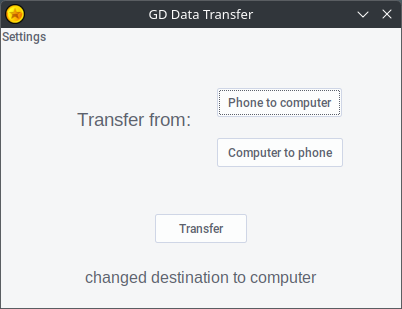 GD Data Transfer
Settings
Phone to computer
Transfer from:
Computer to phone
Transfer
changed destination to computer